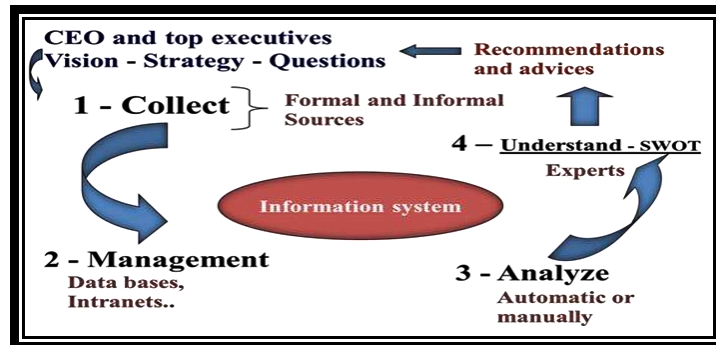 CEO and top executives
Vision - Strategy - Questions
Recommendations
and advices
1 - Collect
Formal and Informal
Sources
4 – Understand - SWOT
Experts
Information system
2 - Management
Data bases,
Intranets..
3 - Analyze
Automatic or
manually